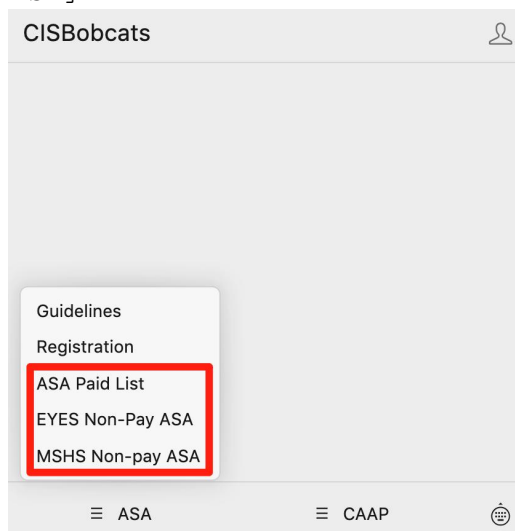 CISBobcats
Guidelines
Registration
ASA Paid List
EYES Non-Pay ASA
MSHS Non-pay ASA
ASA
CAAP